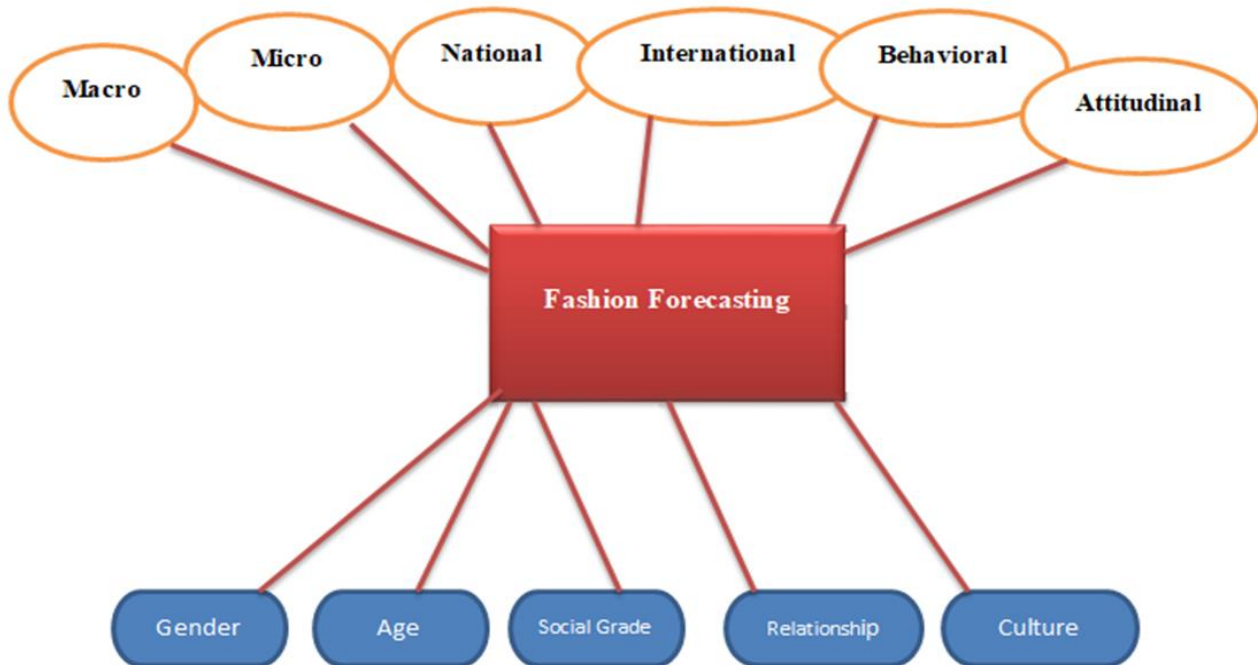 Macro
Micro
National
International
Behavioral
Attitudinal
Fashion Forecasting
Gender
Age
Social Grade
Relationship
Culture